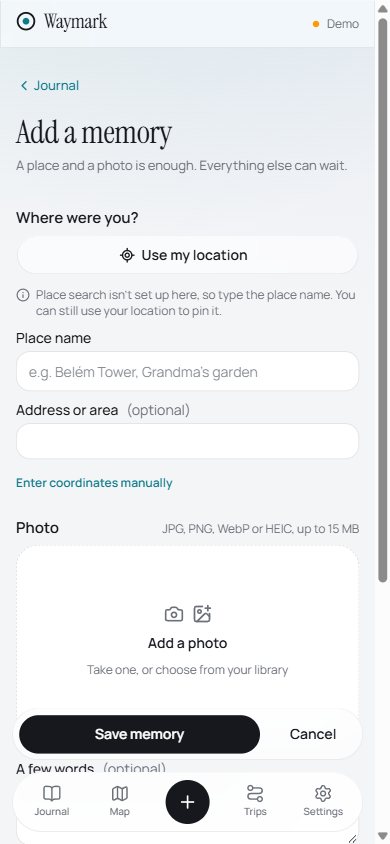 Waymark
Demo
Journal
Add a memory
A place and a photo is enough. Everything else can wait.
Where were you?
Use my location
Place search isn't set up here, so type the place name. You
can still use your location to pin it.
Place name
e.g. Belém Tower, Grandma's garden
Address or area (optional)
Enter coordinates manually
Photo
JPG, PNG, WebP or HEIC, up to 15 MB
Add a photo
Take one, or choose from your library
Save memory
Cancel
A few words (optional)
Journal
Map
Trips
Settings